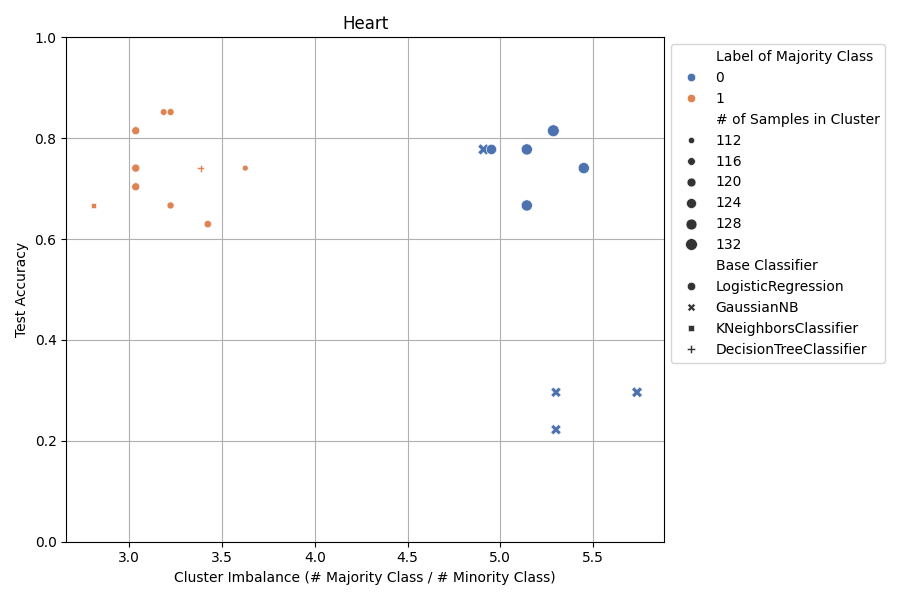 Heart
1.0
0.8
0.6
0.4
0.2
0.0
Test Accuracy
3.0 3.5 4.0 4.5 5.0 5.5
Cluster Imbalance (# Majority Class / # Minority Class)
Label of Majority Class
0
1
# of Samples in Cluster
112
116
120
124
128
132
Base Classifier
LogisticRegression
GaussianNB
KNeighborsClassifier
DecisionTreeClassifier